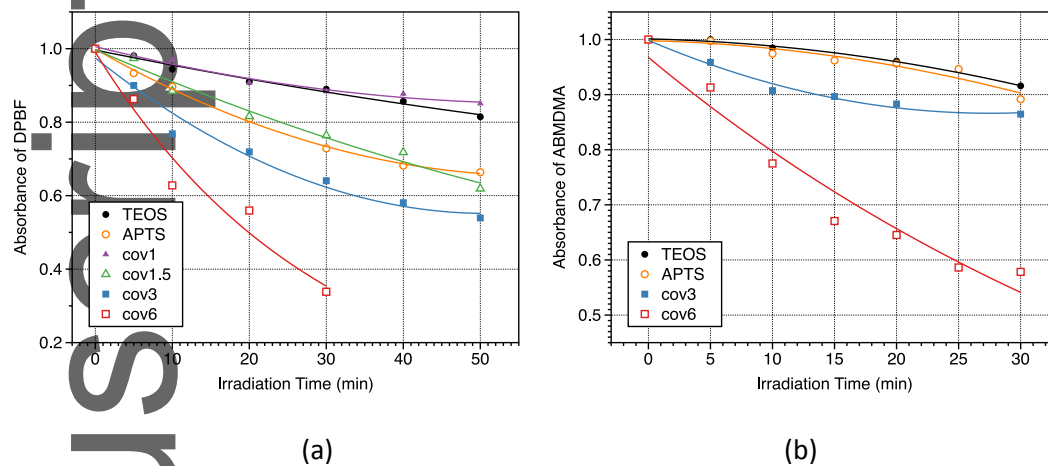 Absorbance of DPBF
1.0
0.8
0.6
0.4
0.2
TEOS
APTS
cov1
cov1.5
cov3
cov6
0 10 20 30 40 50
Irradiation Time (min)
(a)
Absorbance of ABMDMA
1.0
0.9
0.8
0.7
0.6
0.5
TEOS
APTS
cov3
cov6
0 5 10 15 20 25 30
Irradiation Time (min)
(b)